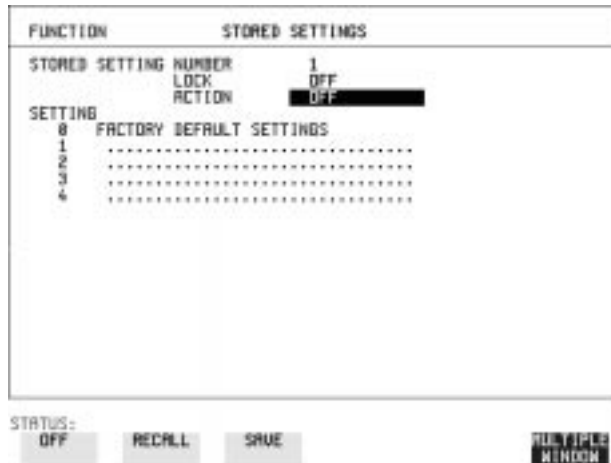 FUNCTION STORED SETTINGS
STORED SETTING NUMBER 1
LOCK OFF
ACTION OFF
SETTING
0 FACTORY DEFAULT SETTINGS
1 ................................
2 ................................
3 ................................
4 ................................
STATUS:
OFF RECALL SAVE MULTIPLE WINDOW